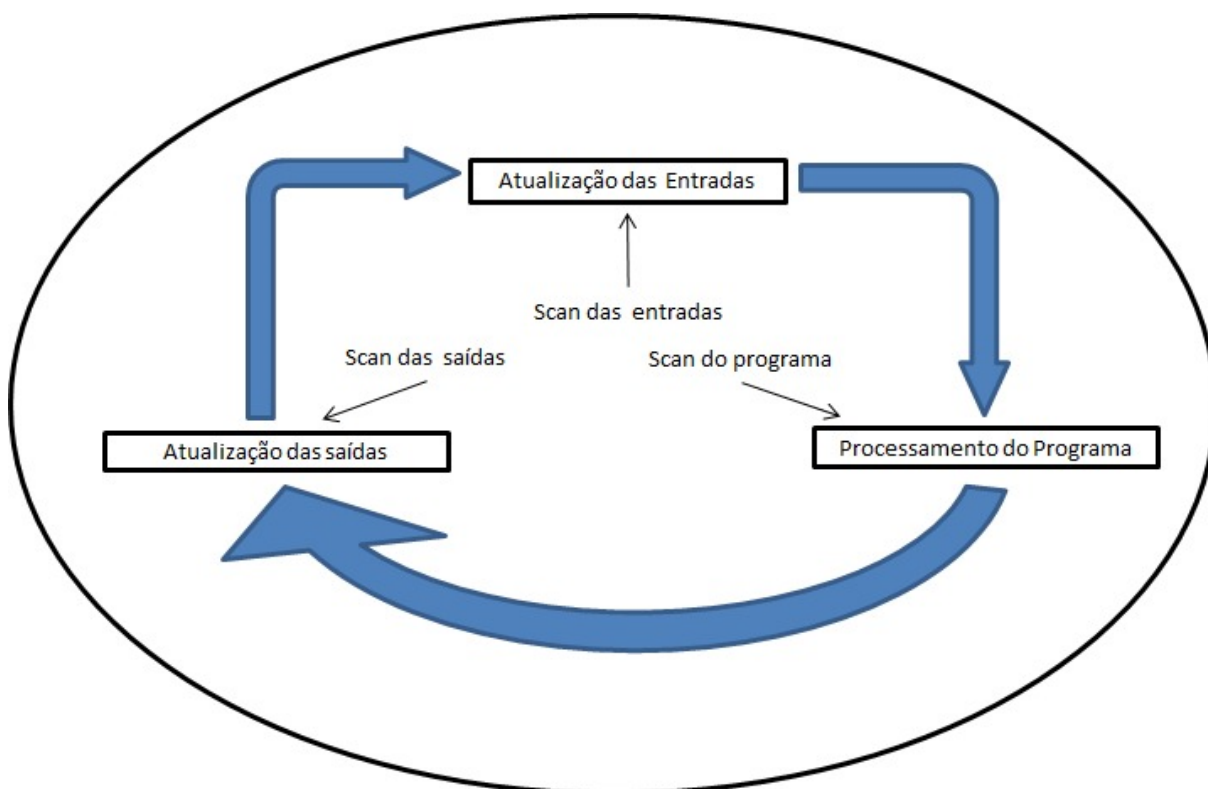 Atualização das Entradas
Scan das entradas
Scan das saídas
Scan do programa
Atualização das saídas
Processamento do Programa